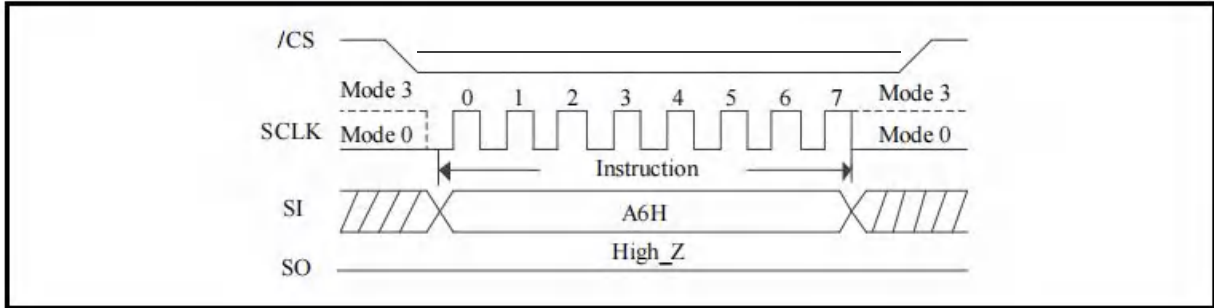 /CS
Mode 3 0 1 2 3 4 5 6 7 Mode 3
SCLK Mode 0 Mode 0
Instruction
SI A6H
High_Z
SO